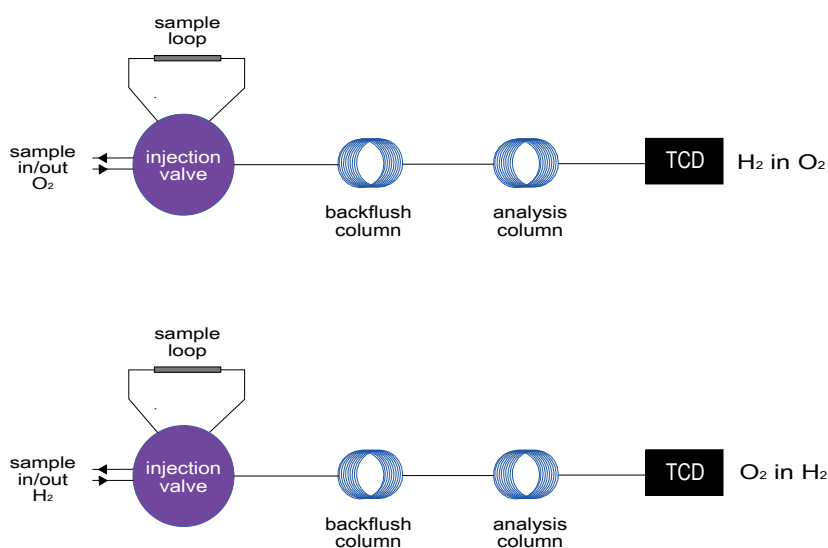 sample
loop
sample
in/out
O₂
injection
valve
backflush
column
analysis
column
TCD
H₂ in O₂
sample
loop
sample
in/out
H₂
injection
valve
backflush
column
analysis
column
TCD
O₂ in H₂